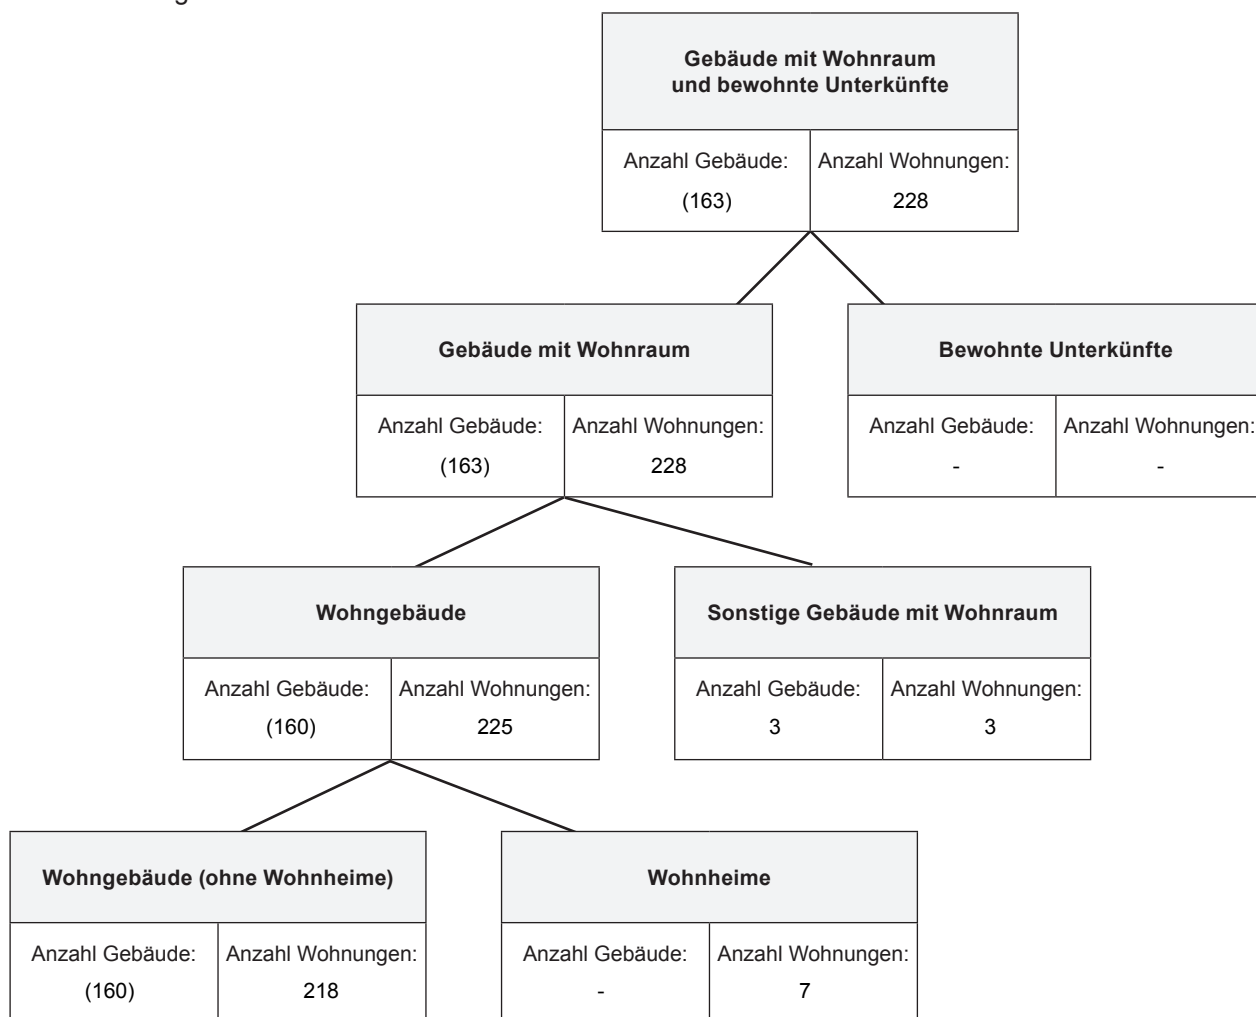 Gebäude mit Wohnraum
und bewohnte Unterkünfte
Anzahl Gebäude: Anzahl Wohnungen:
(163) 228
Gebäude mit Wohnraum
Anzahl Gebäude: Anzahl Wohnungen:
(163) 228
Bewohnte Unterkünfte
Anzahl Gebäude: Anzahl Wohnungen:
- -
Wohngebäude
Anzahl Gebäude: Anzahl Wohnungen:
(160) 225
Sonstige Gebäude mit Wohnraum
Anzahl Gebäude: Anzahl Wohnungen:
3 3
Wohngebäude (ohne Wohnheime)
Anzahl Gebäude: Anzahl Wohnungen:
(160) 218
Wohnheime
Anzahl Gebäude: Anzahl Wohnungen:
- 7